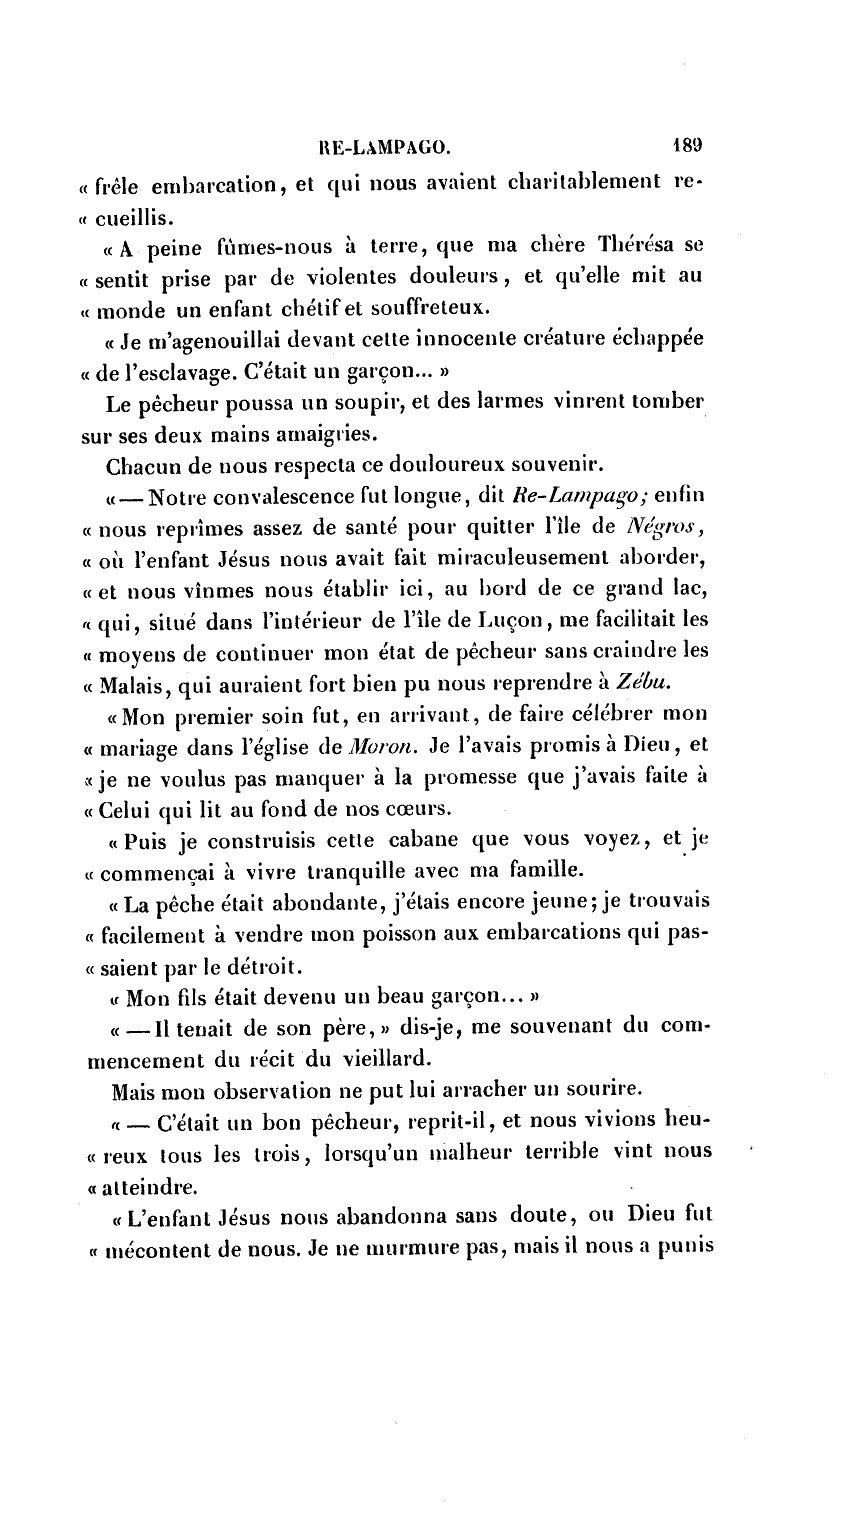 RE-LAMPAGO. 189
« frêle embarcation, et qui nous avaient charitablement re-
« cueillis.
« A peine fûmes-nous à terre, que ma chère Thérésa se
« sentit prise par de violentes douleurs, et qu'elle mit au
« monde un enfant chétif et souffreteux.
« Je m'agenouillai devant cette innocente créature échappée
« de l'esclavage. C'était un garçon... »
Le pêcheur poussa un soupir, et des larmes vinrent tomber
sur ses deux mains amaigries.
Chacun de nous respecta ce douloureux souvenir.
« — Notre convalescence fut longue, dit Re-Lampago; enfin
« nous reprîmes assez de santé pour quitter l'île de Négros,
« où l'enfant Jésus nous avait fait miraculeusement aborder,
« et nous vînmes nous établir ici, au bord de ce grand lac,
« qui, situé dans l'intérieur de l'île de Luçon, me facilitait les
« moyens de continuer mon état de pêcheur sans craindre les
« Malais, qui auraient fort bien pu nous reprendre à Zébu.
« Mon premier soin fut, en arrivant, de faire célébrer mon
« mariage dans l'église de Moron. Je l'avais promis à Dieu, et
« je ne voulus pas manquer à la promesse que j'avais faite à
« Celui qui lit au fond de nos cœurs.
« Puis je construisis cette cabane que vous voyez, et je
« commençai à vivre tranquille avec ma famille.
« La pêche était abondante, j'étais encore jeune; je trouvais
« facilement à vendre mon poisson aux embarcations qui pas-
« saient par le détroit.
« Mon fils était devenu un beau garçon... »
« — Il tenait de son père, » dis-je, me souvenant du com-
mencement du récit du vieillard.
Mais mon observation ne put lui arracher un sourire.
« — C'était un bon pêcheur, reprit-il, et nous vivions heu-
« reux tous les trois, lorsqu'un malheur terrible vint nous
« atteindre.
« L'enfant Jésus nous abandonna sans doute, ou Dieu fut
« mécontent de nous. Je ne murmure pas, mais il nous a punis